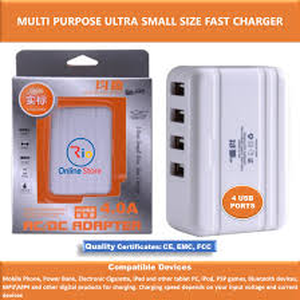 MULTI PURPOSE ULTRA SMALL SIZE FAST CHARGER
实标
Rio
Online Store
4.0A
AC/DC ADAPTER
4 USB
PORTS
Quality Certificates: CE, EMC, FCC
Compatible Devices
Mobile Phone, Power Bank, Electronic Cigarette, iPad and other tablet PC, iPod, PSP games, Bluetooth devices,
MP3/MP4 and other digital products for charging. Charging speed depends on your input voltage and current
devices